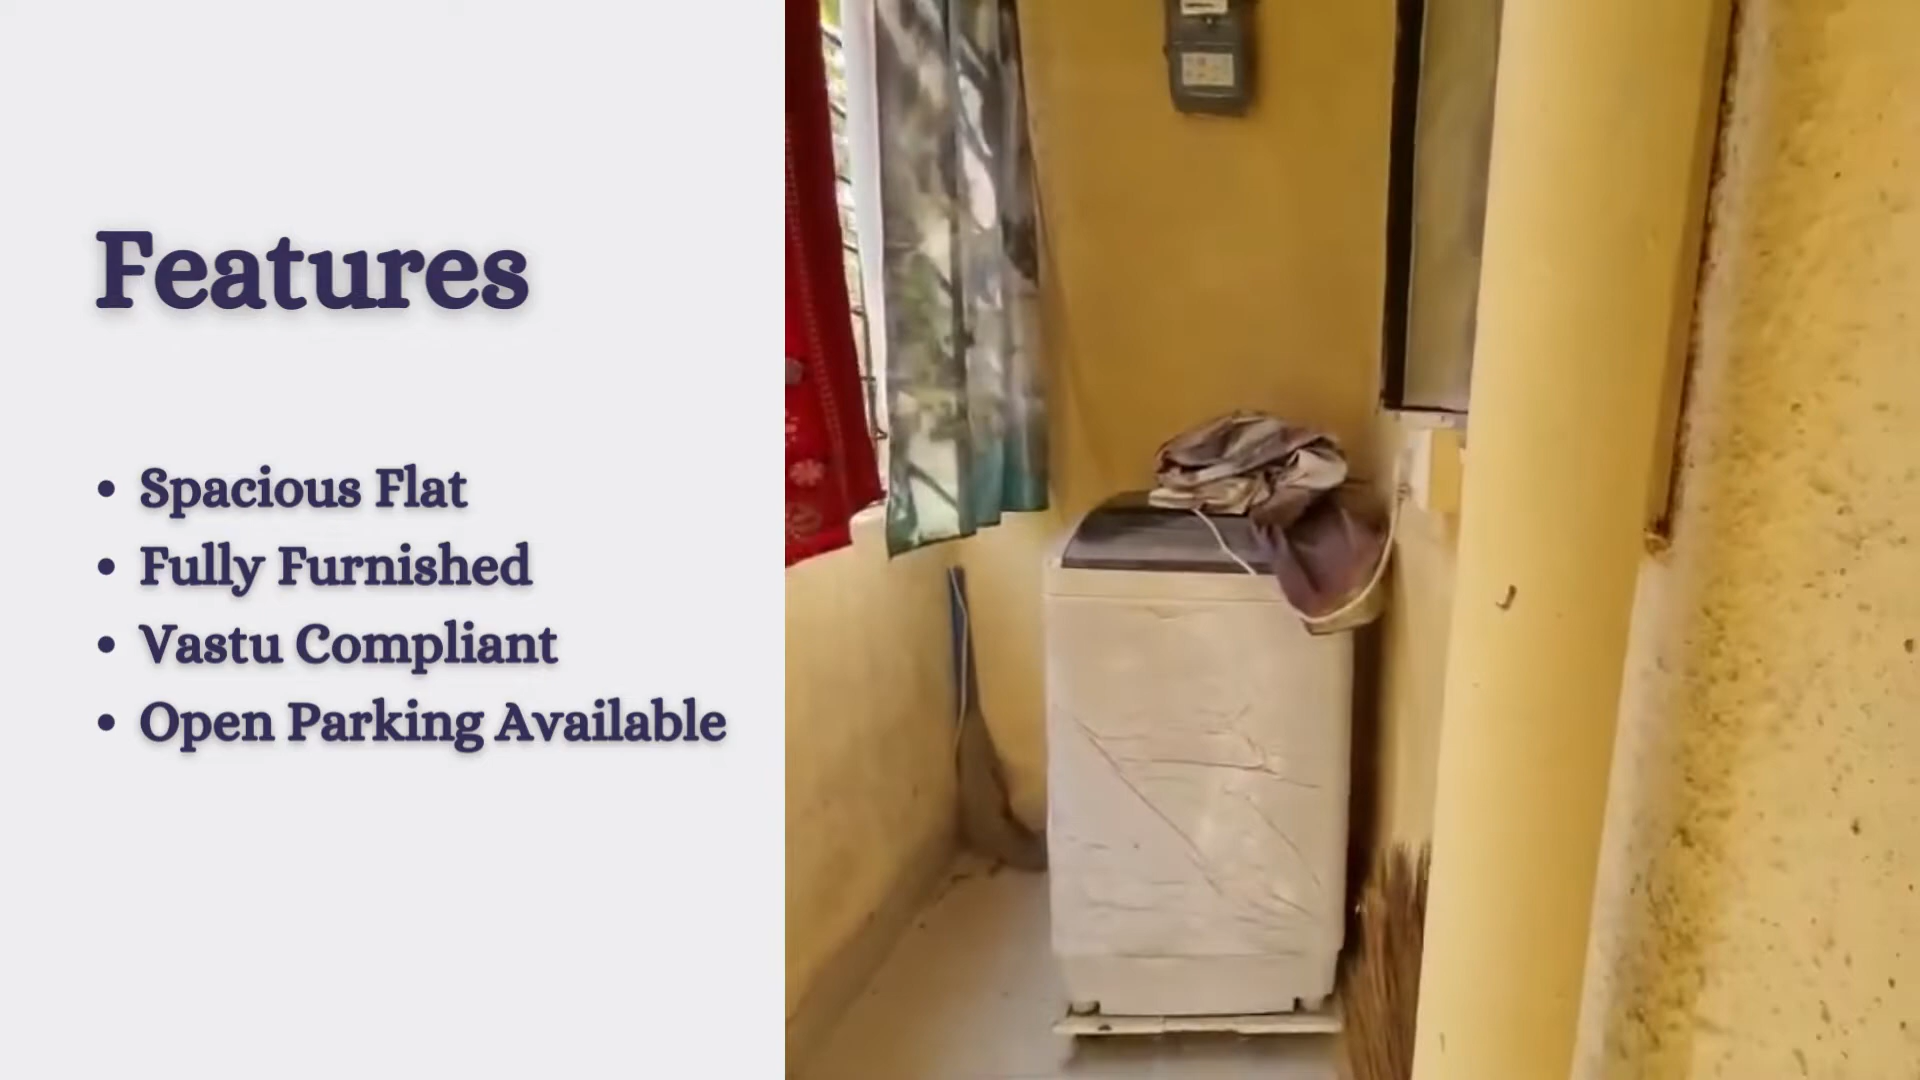 Features
• Spacious Flat
• Fully Furnished
• Vastu Compliant
• Open Parking Available